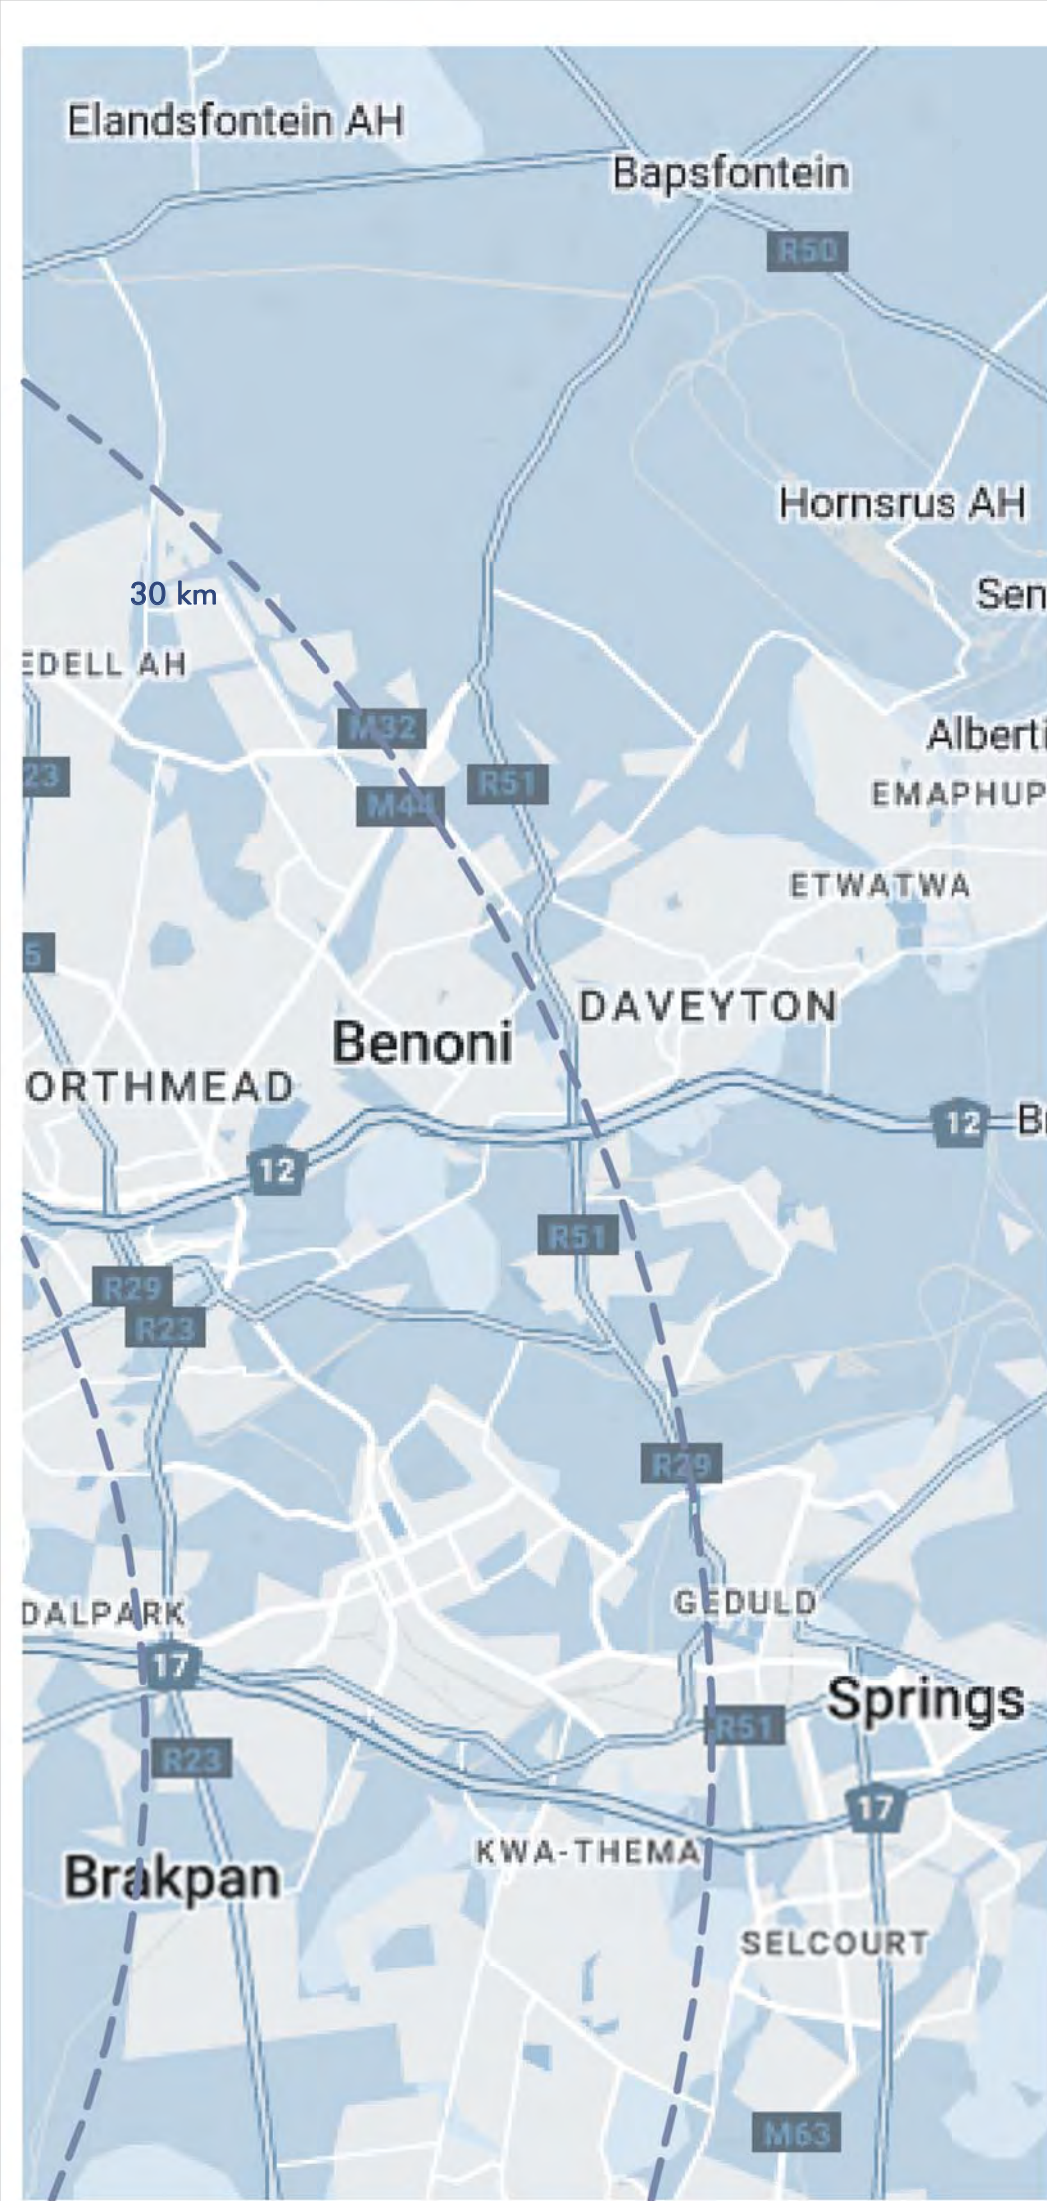 Elandsfontein AH
Bapsfontein
R50
Hornsrus AH
Sen
30 km
EDELL AH
M32
Alberti
23
R51
EMAPHUP
M44
ETWATWA
5
DAVEYTON
Benoni
ORTHMEAD
12
Br
12
R51
R29
R23
R29
GEDULD
DALPARK
17
Springs
R51
R23
17
KWA-THEMA
Brakpan
SELCOURT
M63